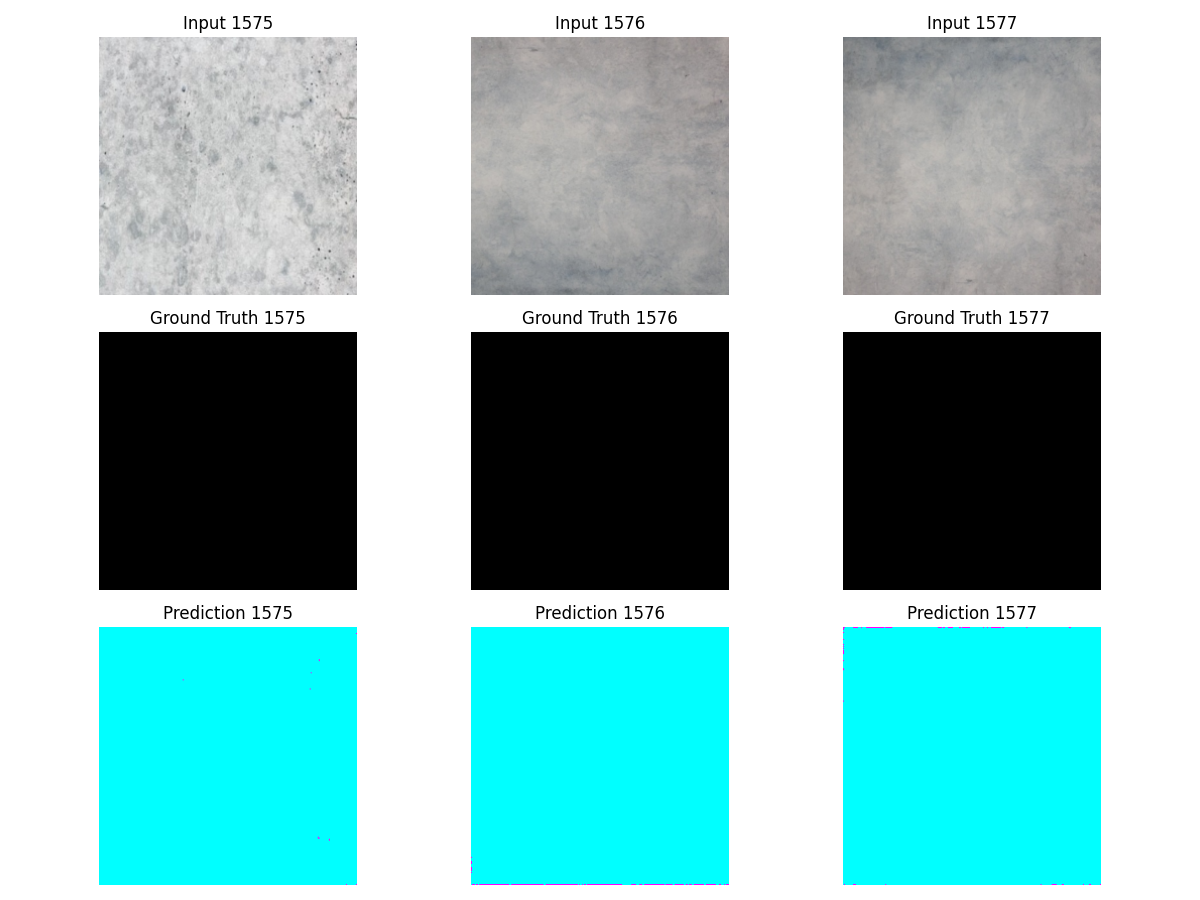 Input 1575
Input 1576
Input 1577
Ground Truth 1575
Ground Truth 1576
Ground Truth 1577
Prediction 1575
Prediction 1576
Prediction 1577